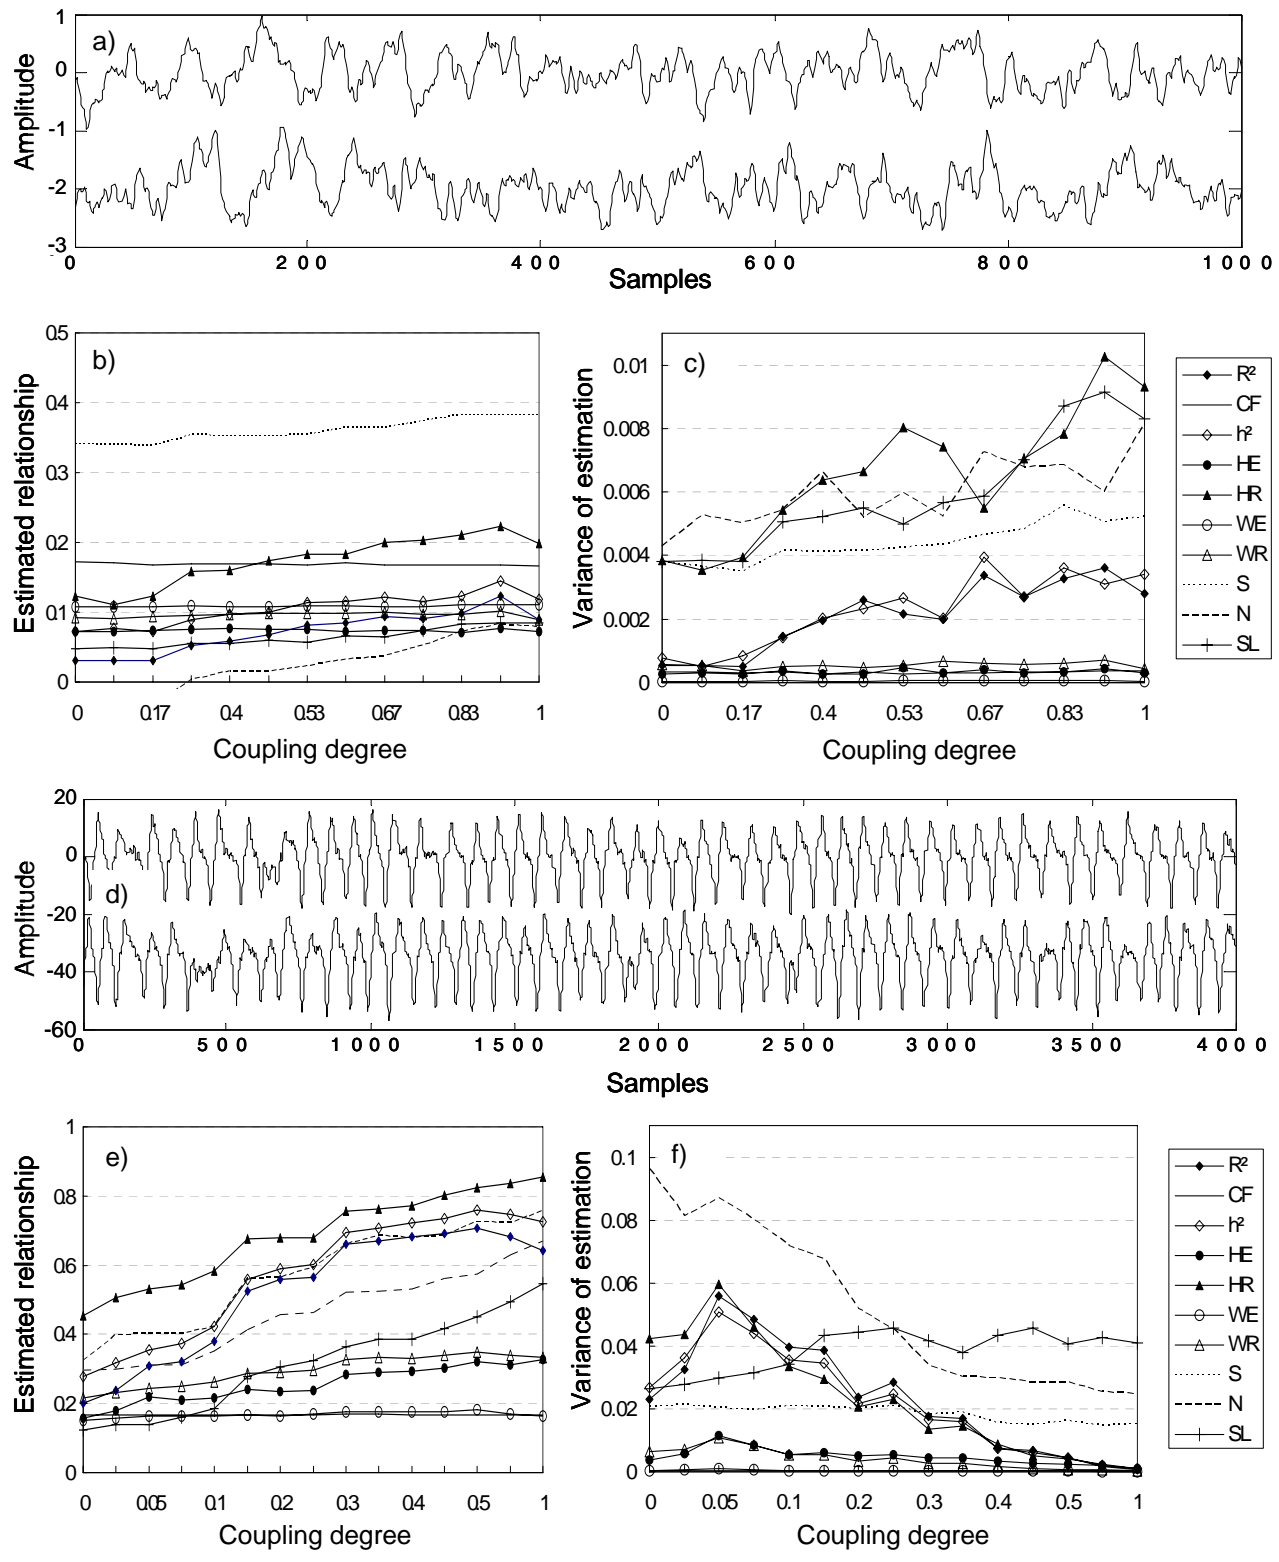 a)
Amplitude
1
0
-1
-2
-3
0
200
400
600
800
1000
Samples
b)
Estimated relationship
0.5
0.4
0.3
0.2
0.1
0
0 0.17 0.4 0.53 0.67 0.83 1
Coupling degree
c)
Variance of estimation
0.01
0.008
0.006
0.004
0.002
0
0 0.17 0.4 0.53 0.67 0.83 1
Coupling degree
R²
CF
h²
HE
HR
WE
WR
S
N
SL
d)
Amplitude
20
0
-20
-40
-60
0 500 1000 1500 2000 2500 3000 3500 4000
Samples
e)
Estimated relationship
1
0.8
0.6
0.4
0.2
0
0 0.05 0.1 0.2 0.3 0.4 0.5 1
Coupling degree
f)
Variance of estimation
0.1
0.08
0.06
0.04
0.02
0
0 0.05 0.1 0.2 0.3 0.4 0.5 1
Coupling degree
R²
CF
h²
HE
HR
WE
WR
S
N
SL